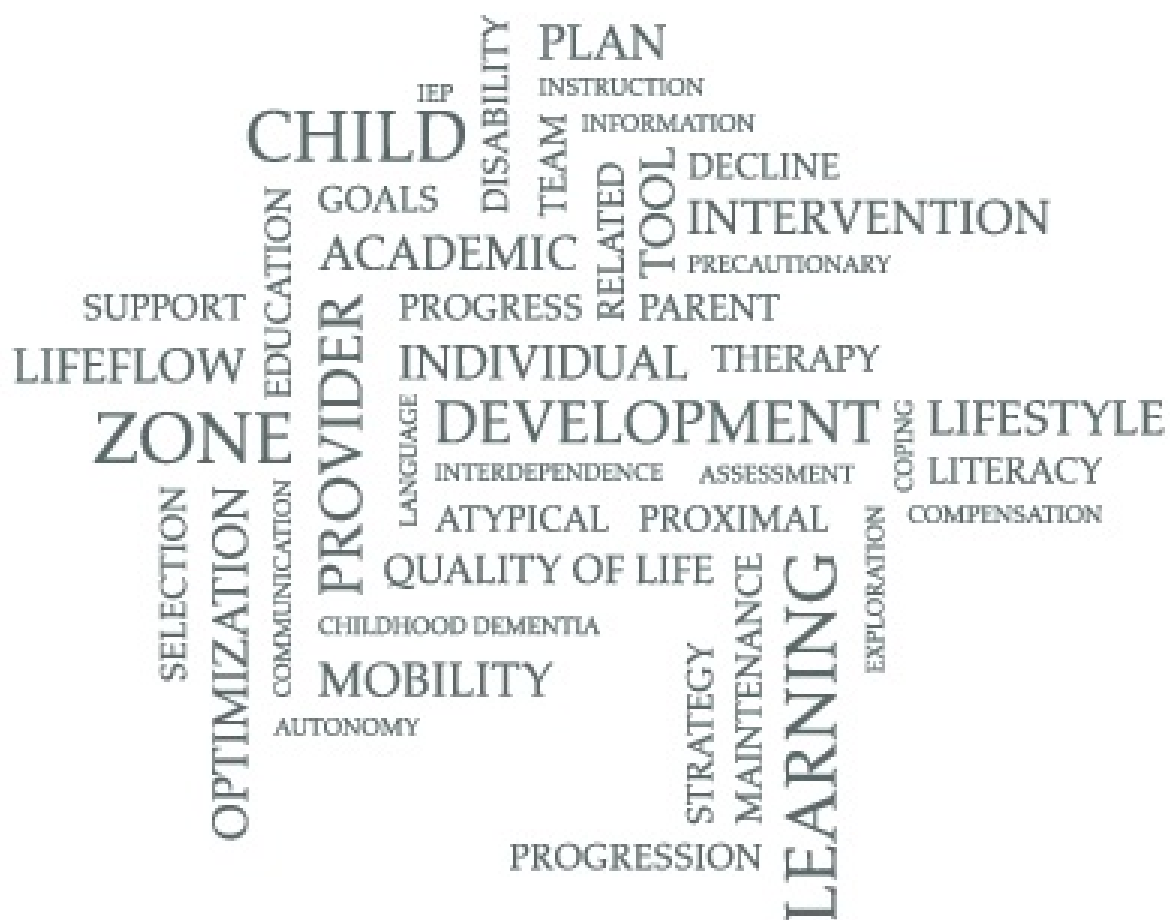 PLAN
DISABILITY
INSTRUCTION
IEP
CHILD
TEAM
INFORMATION
RELATED
TOOL
DECLINE
GOALS
EDUCATION
INTERVENTION
ACADEMIC
PRECAUTIONARY
SUPPORT
PROVIDER
PROGRESS
PARENT
LIFEFLOW
INDIVIDUAL
THERAPY
ZONE
LANGUAGE
DEVELOPMENT
COPING
LIFESTYLE
INTERDEPENDENCE
ASSESSMENT
LITERACY
SELECTION
OPTIMIZATION
COMMUNICATION
ATYPICAL
PROXIMAL
COMPENSATION
EXPLORATION
QUALITY OF LIFE
MAINTENANCE
LEARNING
CHILDHOOD DEMENTIA
STRATEGY
MOBILITY
AUTONOMY
PROGRESSION